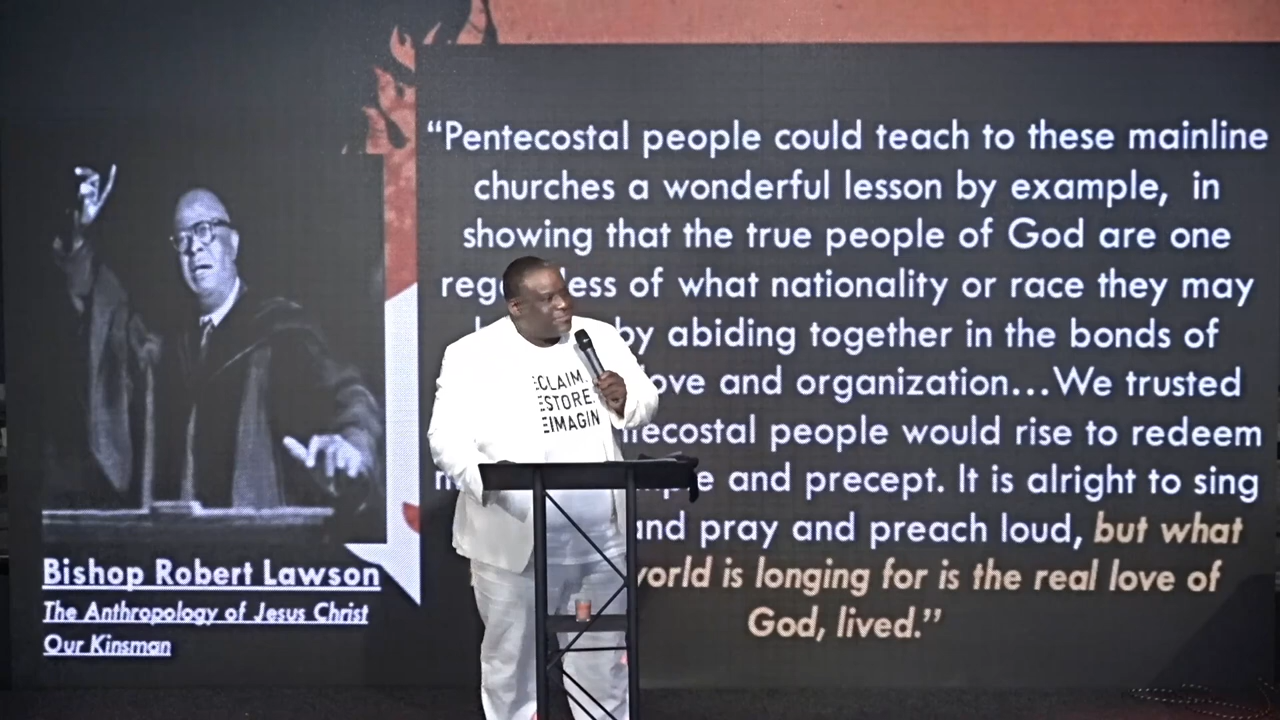 “Pentecostal people could teach to these mainline
churches a wonderful lesson by example, in
showing that the true people of God are one
of what nationality or race they may
by abiding together in the bonds of
and organization...We trusted
people would rise to redeem
and precept. It is alright to sing
and pray and preach loud, but what
is longing for is the real love of
God, lived.”
ECLAIM.
ESTORE.
EIMAGIN
Bishop Robert Lawson
The Anthropology of Jesus Christ
Our Kinsman